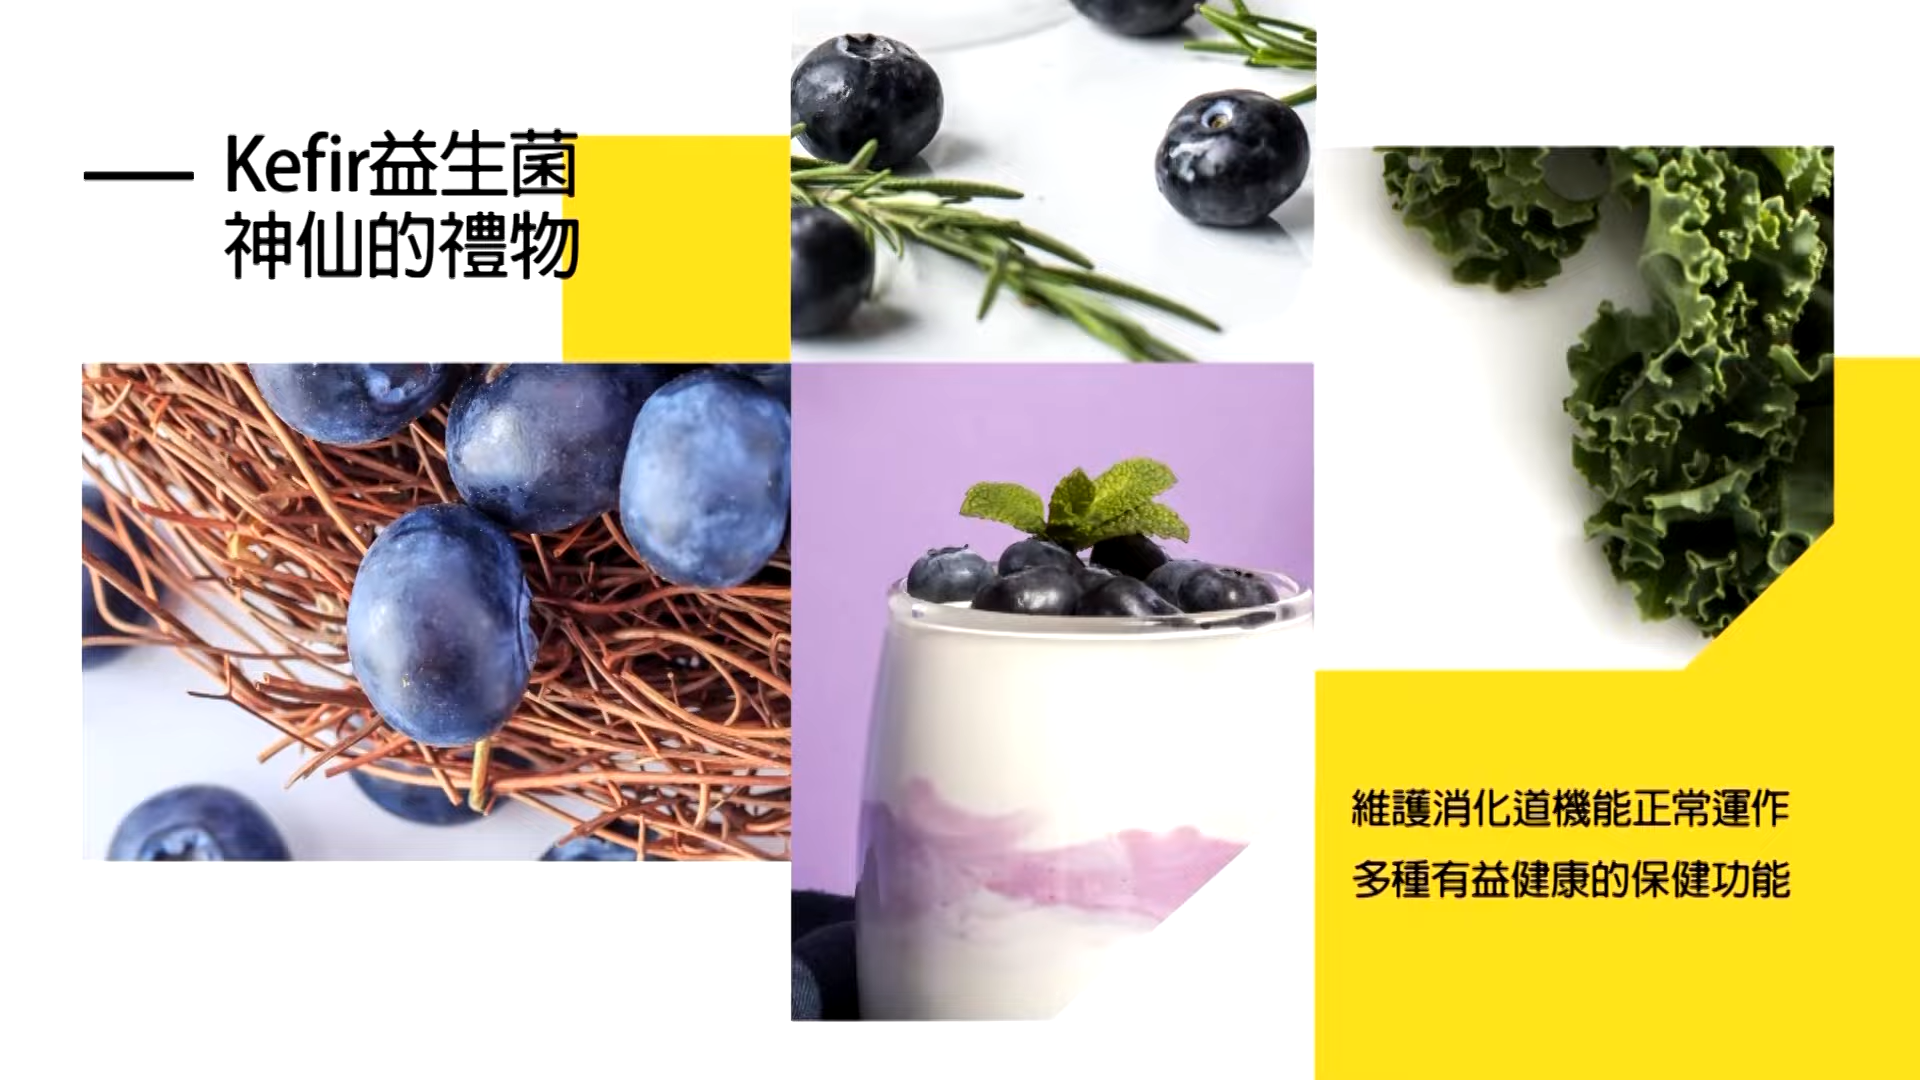 Kefir益生菌
神仙的禮物
維護消化道機能正常運作
多種有益健康的保健功能